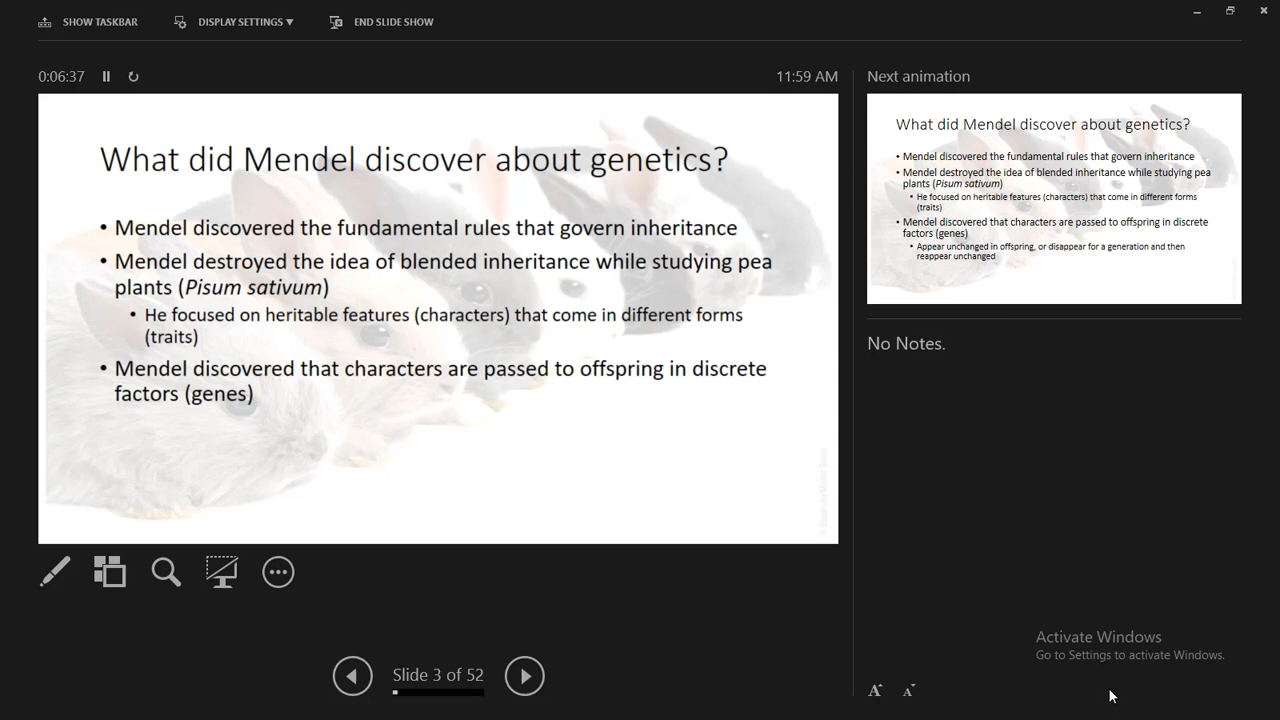 SHOW TASKBAR DISPLAY SETTINGS ▼ END SLIDE SHOW
0:06:37 11:59 AM
What did Mendel discover about genetics?
• Mendel discovered the fundamental rules that govern inheritance
• Mendel destroyed the idea of blended inheritance while studying pea
plants (Pisum sativum)
• He focused on heritable features (characters) that come in different forms
(traits)
• Mendel discovered that characters are passed to offspring in discrete
factors (genes)
Slide 3 of 52
Next animation
What did Mendel discover about genetics?
• Mendel discovered the fundamental rules that govern inheritance
• Mendel destroyed the idea of blended inheritance while studying pea
plants (Pisum sativum)
• He focused on heritable features (characters) that come in different forms
(traits)
• Mendel discovered that characters are passed to offspring in discrete
factors (genes)
• Appear unchanged in offspring, or disappear for a generation and then
reappear unchanged
No Notes.
Activate Windows
Go to Settings to activate Windows.
A A